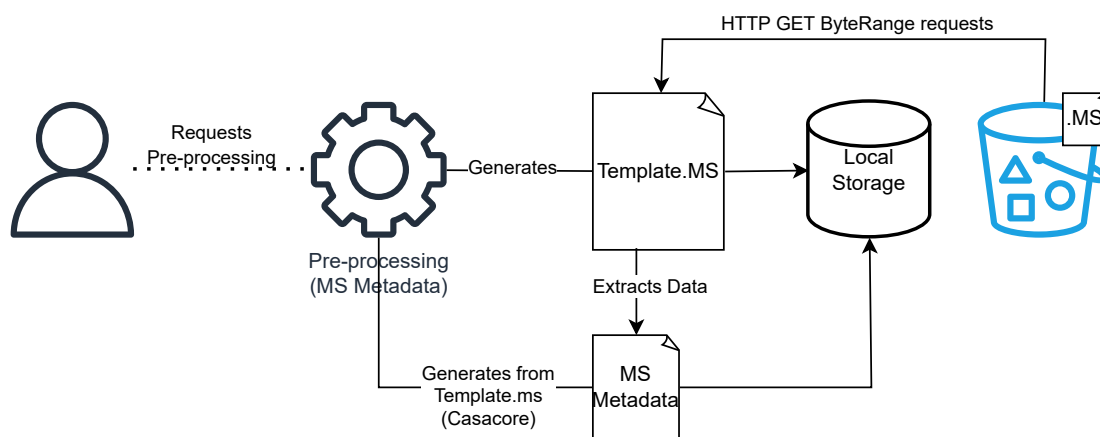 HTTP GET ByteRange requests
Requests
Pre-processing
Generates
Template.MS
Local
Storage
.MS
Pre-processing
(MS Metadata)
Extracts Data
Generates from
Template.ms
(Casacore)
MS
Metadata